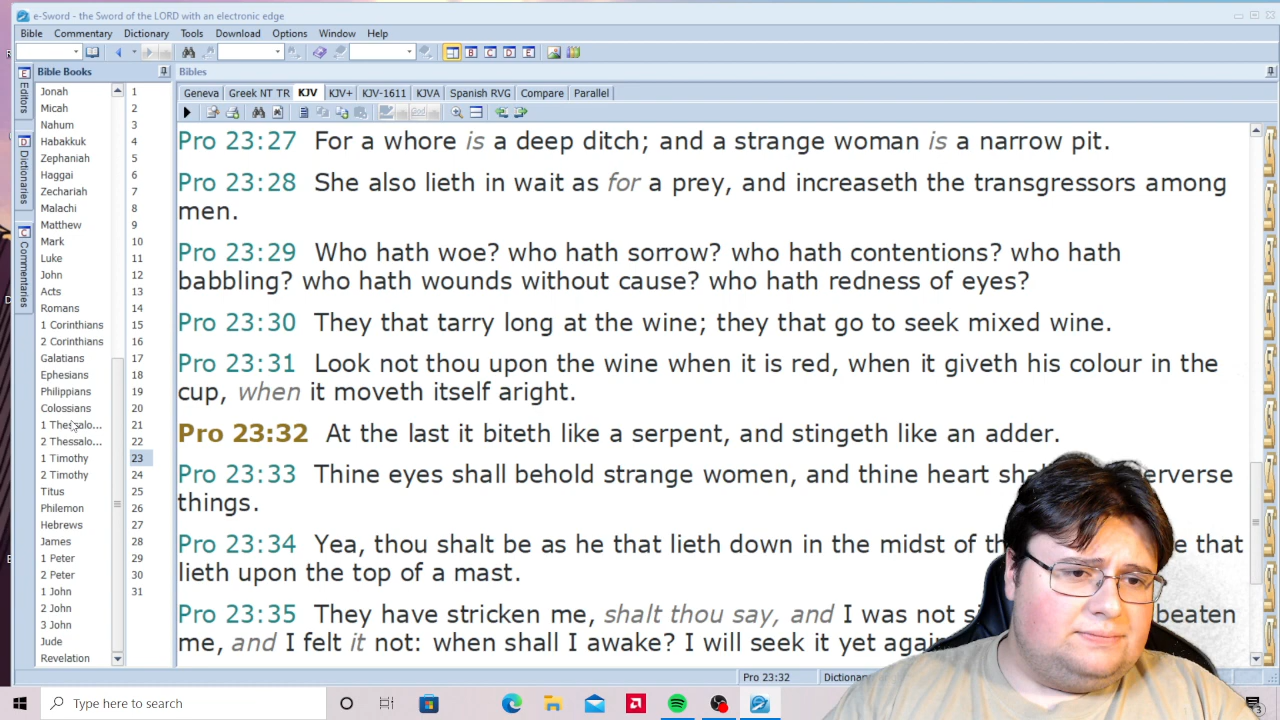 e-Sword - the Sword of the LORD with an electronic edge
Bible Commentary Dictionary Tools Download Options Window Help
Bible Books
Bibles
Editors
Dictionaries
Commentaries
Jonah 1
Micah 2
Nahum 3
Habakkuk 4
Zephaniah 5
Haggai 6
Zechariah 7
Malachi 8
Matthew 9
Mark 10
Luke 11
John 12
Acts 13
Romans 14
1 Corinthians 15
2 Corinthians 16
Galatians 17
Ephesians 18
Philippians 19
Colossians 20
1 Thessalo... 21
2 Thessalo... 22
1 Timothy 23
2 Timothy 24
Titus 25
Philemon 26
Hebrews 27
James 28
1 Peter 29
2 Peter 30
1 John 31
2 John
3 John
Jude
Revelation
Geneva Greek NT TR KJV KJV+ KJV-1611 KJVA Spanish RVG Compare Parallel
Pro 23:27 For a whore is a deep ditch; and a strange woman is a narrow pit.
Pro 23:28 She also lieth in wait as for a prey, and increaseth the transgressors among
men.
Pro 23:29 Who hath woe? who hath sorrow? who hath contentions? who hath
babbling? who hath wounds without cause? who hath redness of eyes?
Pro 23:30 They that tarry long at the wine; they that go to seek mixed wine.
Pro 23:31 Look not thou upon the wine when it is red, when it giveth his colour in the
cup, when it moveth itself aright.
Pro 23:32 At the last it biteth like a serpent, and stingeth like an adder.
Pro 23:33 Thine eyes shall behold strange women, and thine heart erverse
things.
Pro 23:34 Yea, thou shalt be as he that lieth down in the midst of that
lieth upon the top of a mast.
Pro 23:35 They have stricken me, shalt thou say, and I was not beaten
me, and I felt it not: when shall I awake? I will seek it yet again
Pro 23:32
Type here to search